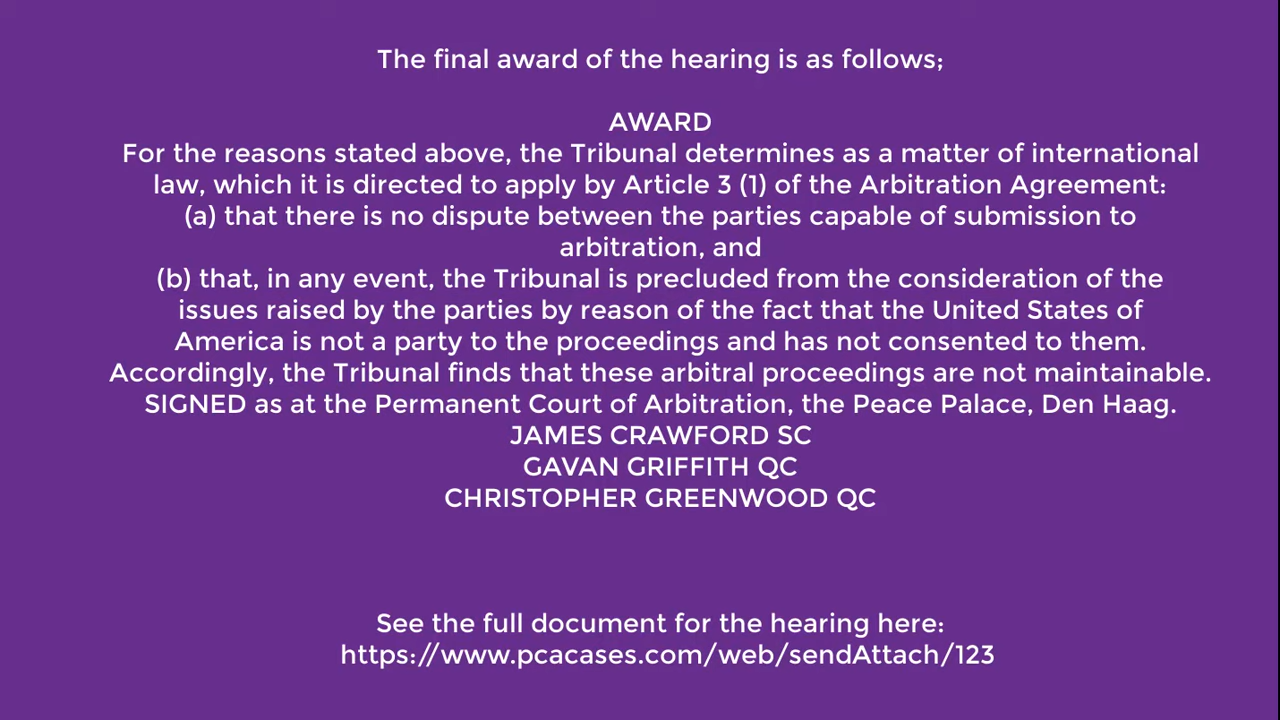 The final award of the hearing is as follows;
AWARD
For the reasons stated above, the Tribunal determines as a matter of international
law, which it is directed to apply by Article 3 (1) of the Arbitration Agreement:
(a) that there is no dispute between the parties capable of submission to
arbitration, and
(b) that, in any event, the Tribunal is precluded from the consideration of the
issues raised by the parties by reason of the fact that the United States of
America is not a party to the proceedings and has not consented to them.
Accordingly, the Tribunal finds that these arbitral proceedings are not maintainable.
SIGNED as at the Permanent Court of Arbitration, the Peace Palace, Den Haag.
JAMES CRAWFORD SC
GAVAN GRIFFITH QC
CHRISTOPHER GREENWOOD QC
See the full document for the hearing here:
https://www.pcacases.com/web/sendAttach/123